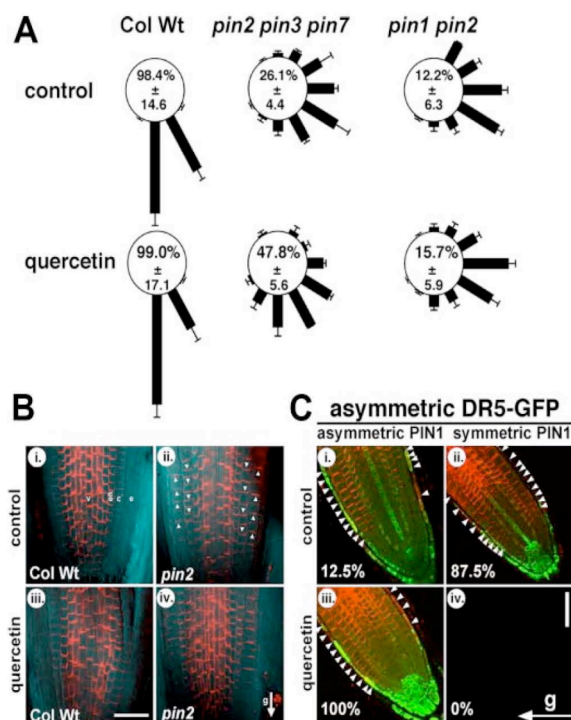 A
Col Wt
pin2 pin3 pin7
pin1 pin2
control
98.4%
±
14.6
26.1%
±
4.4
12.2%
±
6.3
quercetin
99.0%
±
17.1
47.8%
±
5.6
15.7%
±
5.9
B
C asymmetric DR5-GFP
asymmetric PIN1 symmetric PIN1
control
i.
v c e
Col Wt
ii.
pin2
control
i.
12.5%
ii.
87.5%
quercetin
iii.
Col Wt
iv.
pin2
g
quercetin
iii.
100%
iv.
0%
g